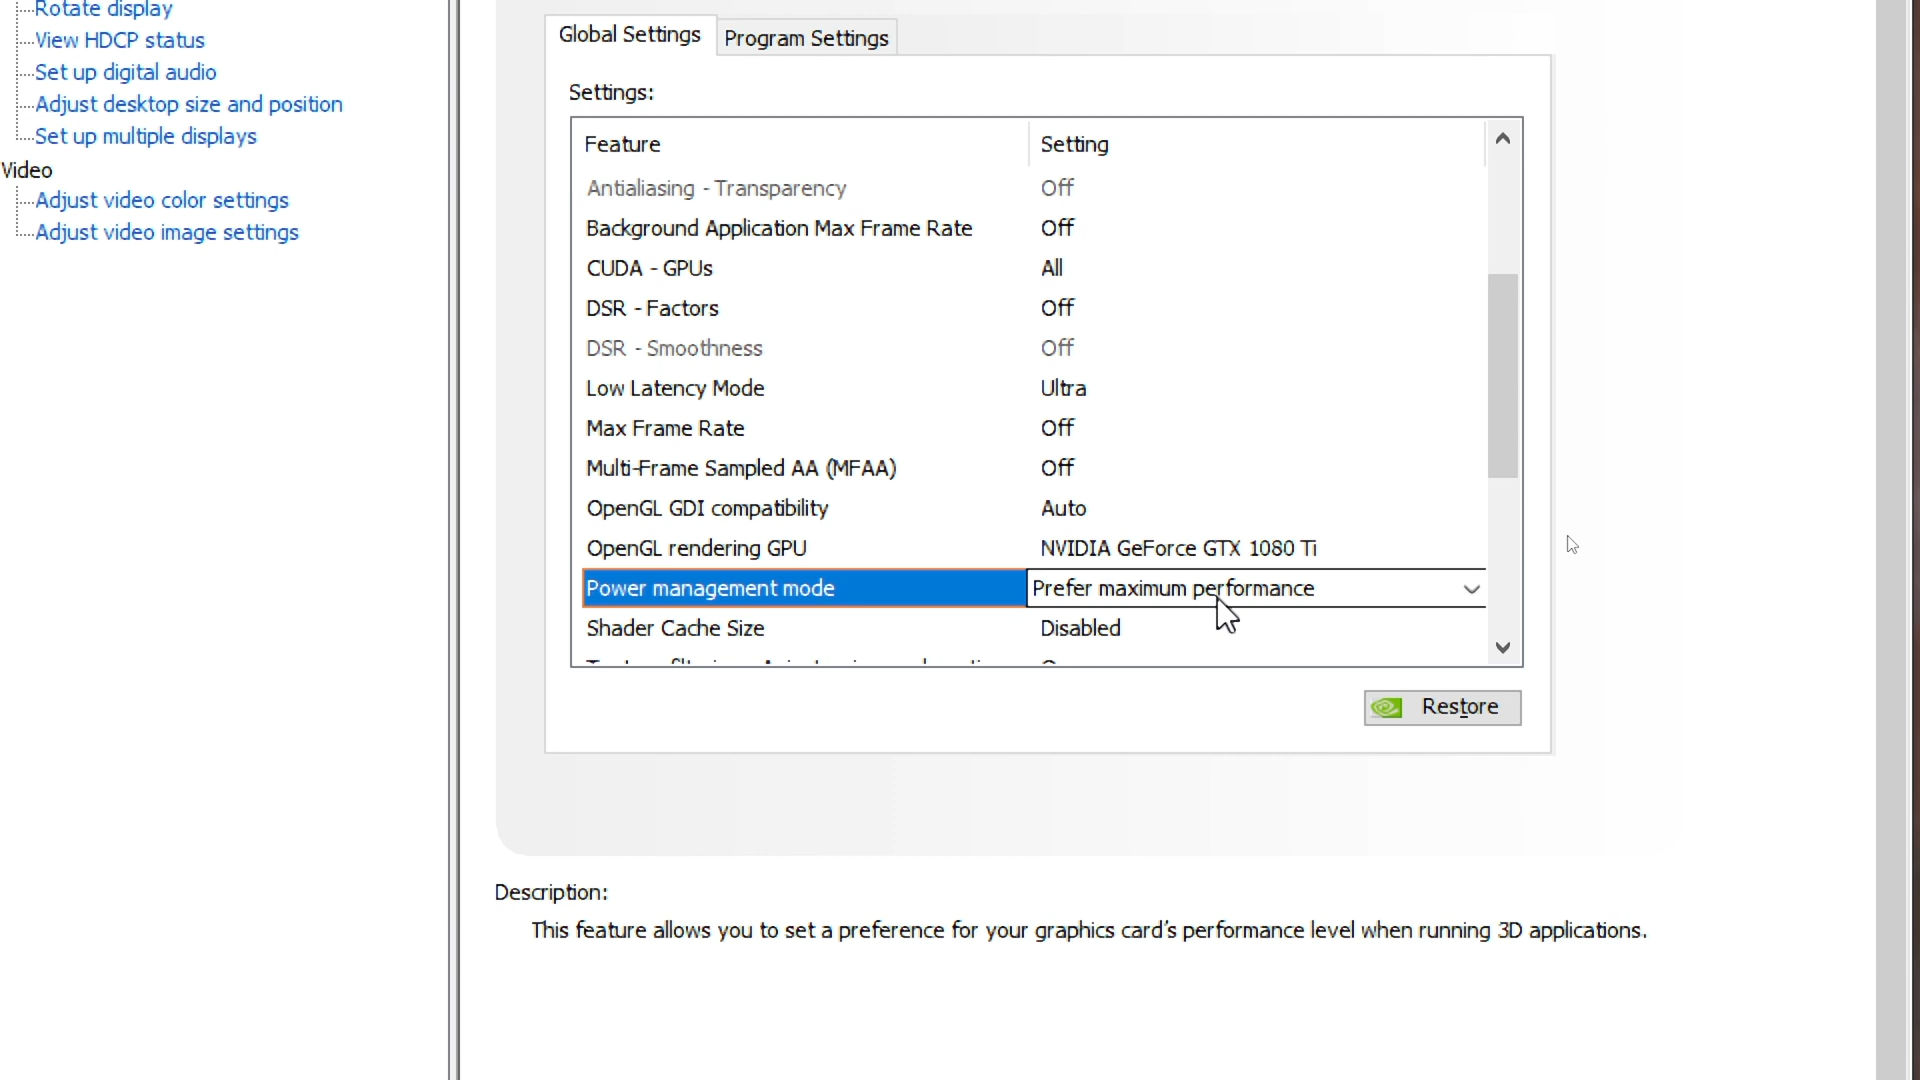 Rotate display
View HDCP status
Set up digital audio
Adjust desktop size and position
Set up multiple displays
Video
Adjust video color settings
Adjust video image settings
Global Settings
Program Settings
Settings:
Feature Setting
Antialiasing - Transparency Off
Background Application Max Frame Rate Off
CUDA - GPUs All
DSR - Factors Off
DSR - Smoothness Off
Low Latency Mode Ultra
Max Frame Rate Off
Multi-Frame Sampled AA (MFAA) Off
OpenGL GDI compatibility Auto
OpenGL rendering GPU NVIDIA GeForce GTX 1080 Ti
Power management mode Prefer maximum performance
Shader Cache Size Disabled
Restore
Description:
This feature allows you to set a preference for your graphics card's performance level when running 3D applications.